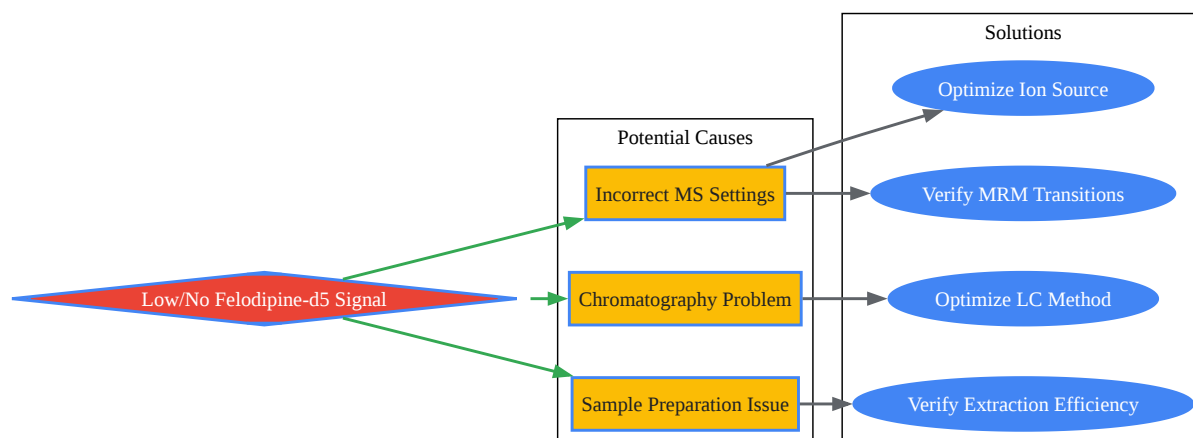 Solutions
Optimize Ion Source
Potential Causes
Incorrect MS Settings
Verify MRM Transitions
Low/No Felodipine-d5 Signal
Chromatography Problem
Optimize LC Method
Sample Preparation Issue
Verify Extraction Efficiency